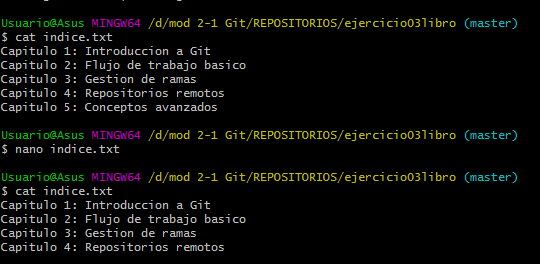 Usuario@Asus MINGW64 /d/mod 2-1 Git/REPOSITORIOS/ejercicio03libro (master)
$ cat indice.txt
Capitulo 1: Introduccion a Git
Capitulo 2: Flujo de trabajo basico
Capitulo 3: Gestion de ramas
Capitulo 4: Repositorios remotos
Capitulo 5: Conceptos avanzados
Usuario@Asus MINGW64 /d/mod 2-1 Git/REPOSITORIOS/ejercicio03libro (master)
$ nano indice.txt
Usuario@Asus MINGW64 /d/mod 2-1 Git/REPOSITORIOS/ejercicio03libro (master)
$ cat indice.txt
Capitulo 1: Introduccion a Git
Capitulo 2: Flujo de trabajo basico
Capitulo 3: Gestion de ramas
Capitulo 4: Repositorios remotos